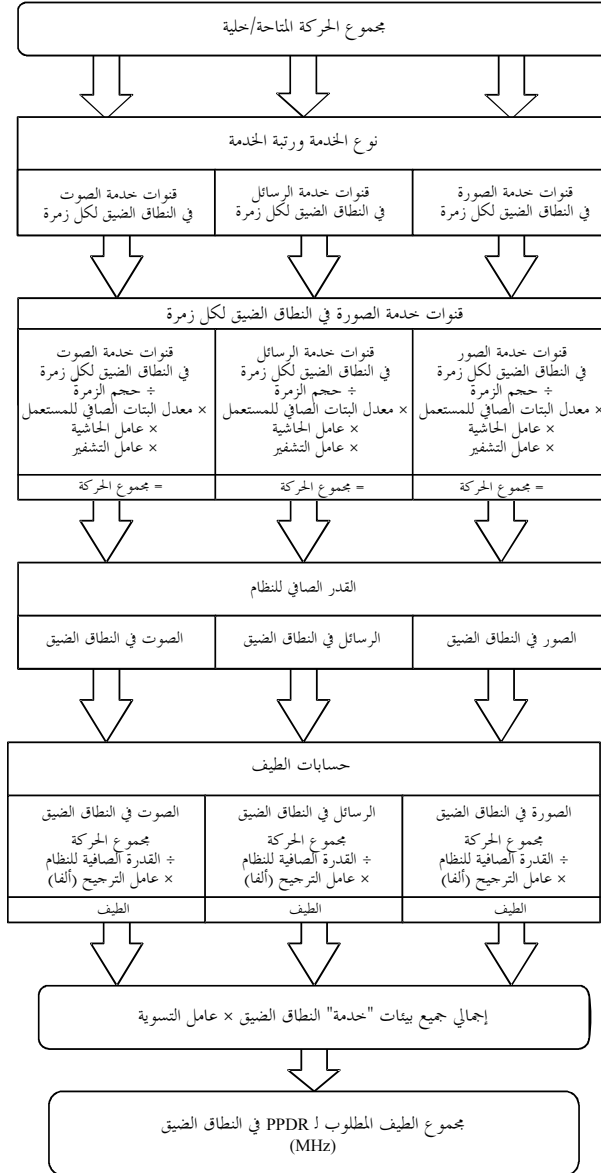 مجموع الحركة المتاحة/خلية
نوع الخدمة ورتبة الخدمة
قنوات خدمة الصورة
في النطاق الضيق لكل زمرة
قنوات خدمة الرسائل
في النطاق الضيق لكل زمرة
قنوات خدمة الصوت
في النطاق الضيق لكل زمرة
قنوات خدمة الصورة في النطاق الضيق لكل زمرة
قنوات خدمة الصور
في النطاق الضيق لكل زمرة
÷ حجم الزمرة
× معدل البتات الصافي للمستعمل
× عامل الحاشية
× عامل التشفير
= مجموع الحركة
قنوات خدمة الرسائل
في النطاق الضيق لكل زمرة
÷ حجم الزمرة
× معدل البتات الصافي للمستعمل
× عامل الحاشية
× عامل التشفير
= مجموع الحركة
قنوات خدمة الصوت
في النطاق الضيق لكل زمرة
÷ حجم الزمرة
× معدل البتات الصافي للمستعمل
× عامل الحاشية
× عامل التشفير
= مجموع الحركة
القدر الصافي للنظام
الصور في النطاق الضيق
الرسائل في النطاق الضيق
الصوت في النطاق الضيق
حسابات الطيف
الصورة في النطاق الضيق
مجموع الحركة
÷ القدرة الصافية للنظام
× عامل الترجيح (ألفا)
الطيف
الرسائل في النطاق الضيق
مجموع الحركة
÷ القدرة الصافية للنظام
× عامل الترجيح (ألفا)
الطيف
الصوت في النطاق الضيق
مجموع الحركة
÷ القدرة الصافية للنظام
× عامل الترجيح (ألفا)
الطيف
إجمالي جميع بيئات "خدمة" النطاق الضيق × عامل التسوية
مجموع الطيف المطلوب لـ PPDR في النطاق الضيق
(MHz)